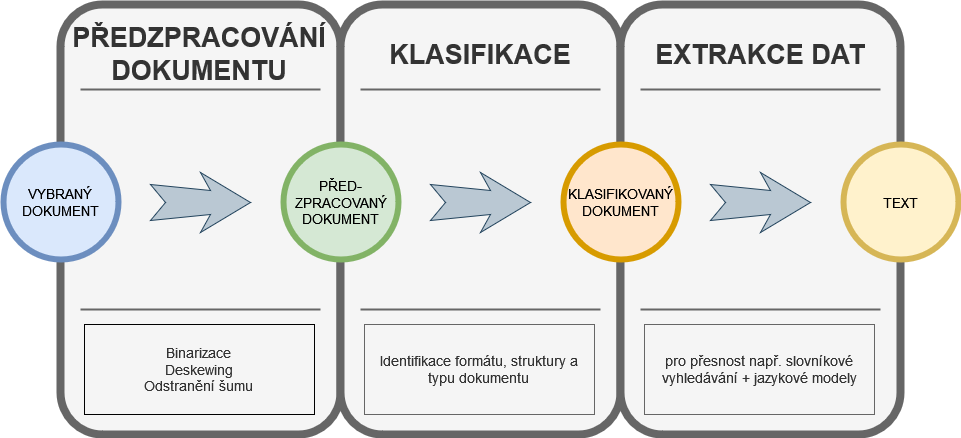 PŘEDZPRACOVÁNÍ
DOKUMENTU
KLASIFIKACE
EXTRAKCE DAT
VYBRANÝ
DOKUMENT
PŘED-
ZPRACOVANÝ
DOKUMENT
KLASIFIKOVANÝ
DOKUMENT
TEXT
Binarizace
Deskewing
Odstranění šumu
Identifikace formátu, struktury a
typu dokumentu
pro přesnost např. slovníkové
vyhledávání + jazykové modely